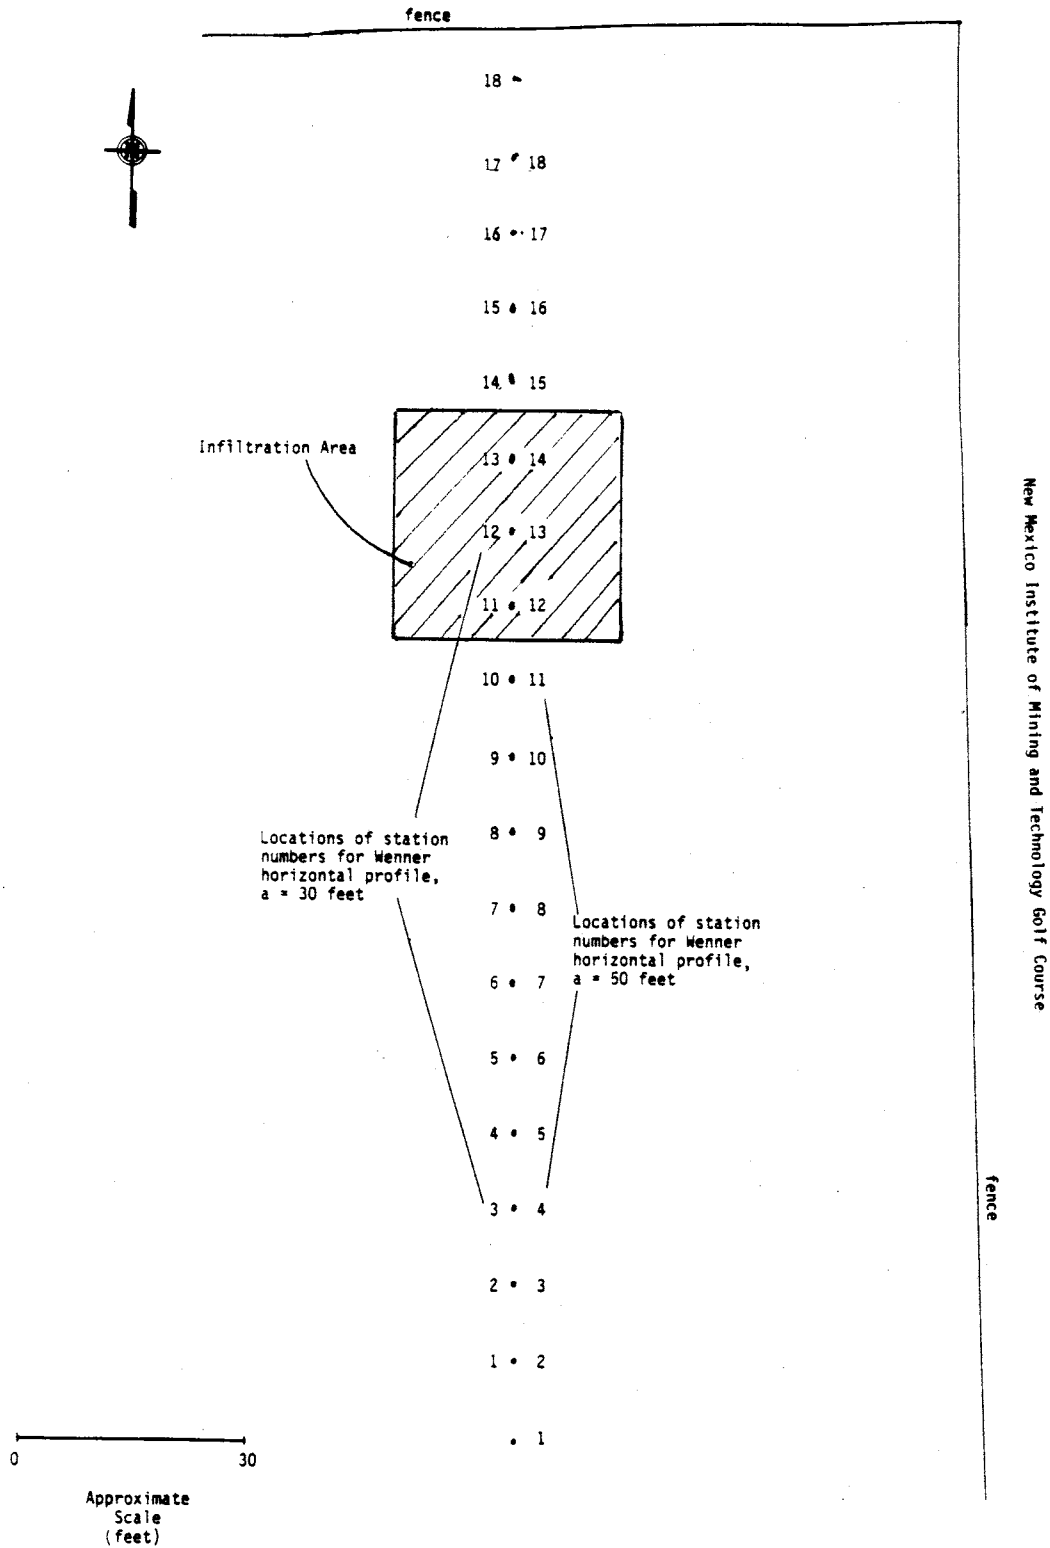 fence
18
17 18
16 17
15 16
14 15
Infiltration Area
13 14
12 13
11 12
10 11
9 10
8 9
Locations of station
numbers for Wenner
horizontal profile,
a = 30 feet
7 8
Locations of station
numbers for Wenner
horizontal profile,
a = 50 feet
6 7
5 6
4 5
3 4
2 3
1 2
1
New Mexico Institute of Mining and Technology Golf Course
fence
0 30
Approximate
Scale
(feet)